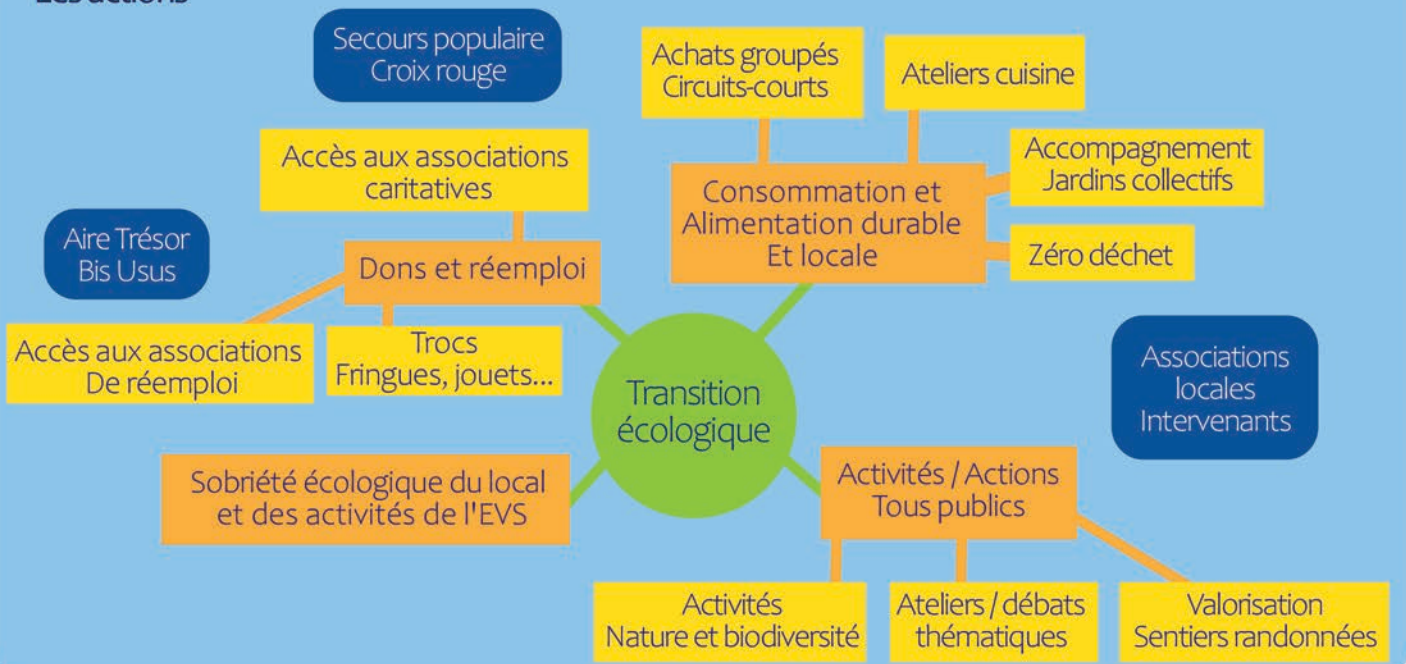 Les actions
Secours populaire
Croix rouge
Achats groupés
Circuits-courts
Ateliers cuisine
Accès aux associations
caritatives
Consommation et
Alimentation durable
Et locale
Accompagnement
Jardins collectifs
Aire Trésor
Bis Usus
Dons et réemploi
Zéro déchet
Accès aux associations
De réemploi
Trocs
Fringues, jouets...
Transition
écologique
Associations
locales
Intervenants
Sobriété écologique du local
et des activités de l'EVS
Activités / Actions
Tous publics
Activités
Nature et biodiversité
Ateliers / débats
thématiques
Valorisation
Sentiers randonnées